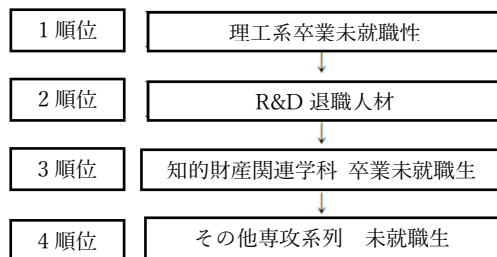 1 順位 理工系卒業未就職性
2 順位 R&D 退職人材
3 順位 知的財産関連学科 卒業未就職生
4 順位 その他専攻系列 未就職生